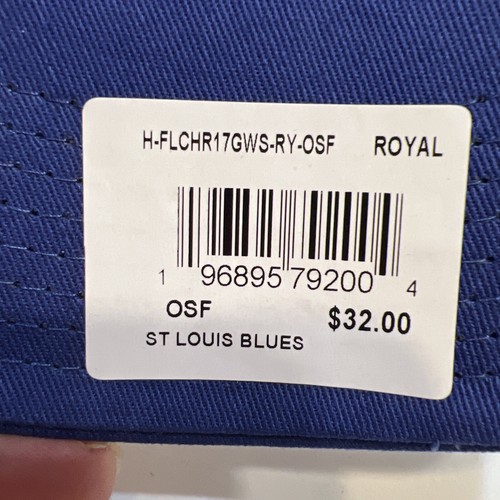 H-FLCHR17GWS-RY-OSF ROYAL
1 96895 79200 4
OSF $32.00
ST LOUIS BLUES